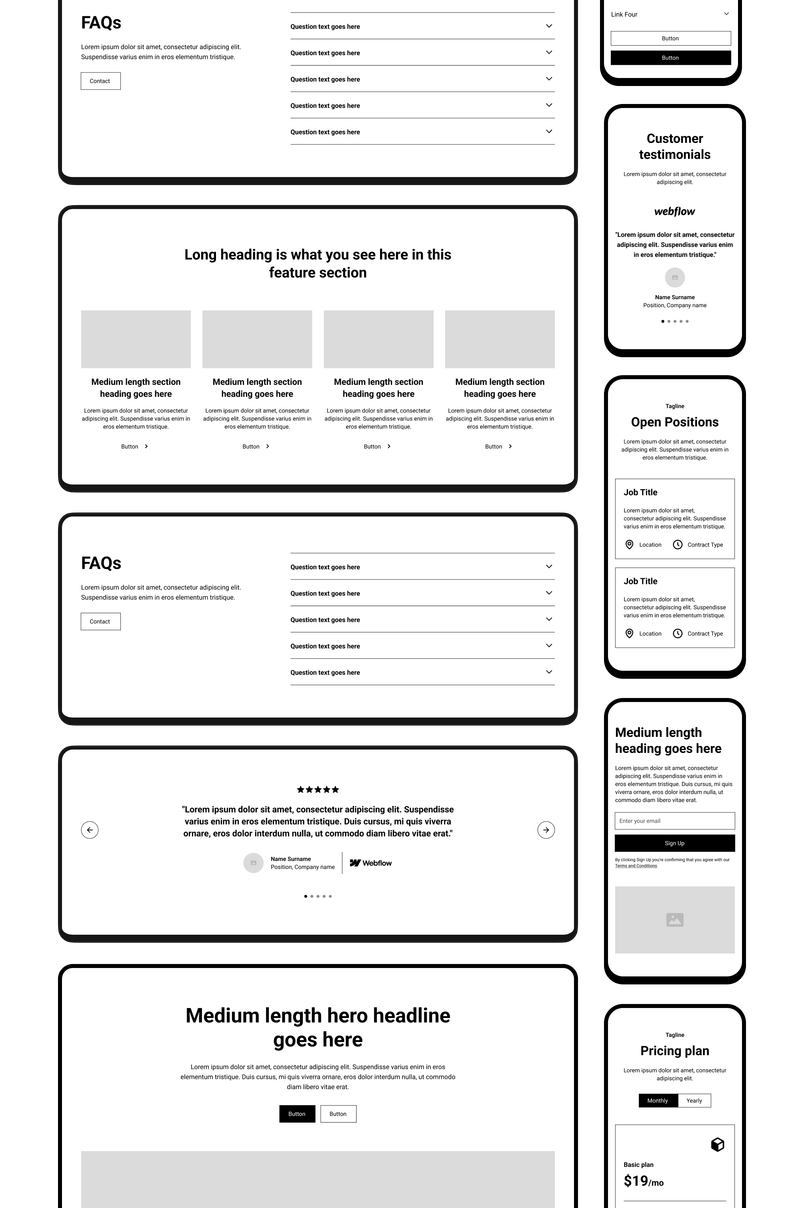 FAQs
Lorem ipsum dolor sit amet, consectetur adipiscing elit.
Suspendisse varius enim in eros elementum tristique.
Contact
Question text goes here
Question text goes here
Question text goes here
Question text goes here
Question text goes here
Long heading is what you see here in this
feature section
Medium length section
heading goes here
Lorem ipsum dolor sit amet, consectetur
adipiscing elit. Suspendisse varius enim in
eros elementum tristique.
Button
Medium length section
heading goes here
Lorem ipsum dolor sit amet, consectetur
adipiscing elit. Suspendisse varius enim in
eros elementum tristique.
Button
Medium length section
heading goes here
Lorem ipsum dolor sit amet, consectetur
adipiscing elit. Suspendisse varius enim in
eros elementum tristique.
Button
Medium length section
heading goes here
Lorem ipsum dolor sit amet, consectetur
adipiscing elit. Suspendisse varius enim in
eros elementum tristique.
Button
FAQs
Lorem ipsum dolor sit amet, consectetur adipiscing elit.
Suspendisse varius enim in eros elementum tristique.
Contact
Question text goes here
Question text goes here
Question text goes here
Question text goes here
Question text goes here
"Lorem ipsum dolor sit amet, consectetur adipiscing elit. Suspendisse
varius enim in eros elementum tristique. Duis cursus, mi quis viverra
ornare, eros dolor interdum nulla, ut commodo diam libero vitae erat."
Name Surname
Position, Company name
Webflow
Medium length hero headline
goes here
Lorem ipsum dolor sit amet, consectetur adipiscing elit. Suspendisse varius enim in eros
elementum tristique. Duis cursus, mi quis viverra ornare, eros dolor interdum nulla, ut commodo
diam libero vitae erat.
Button
Button
Link Four
Button
Button
Customer
testimonials
Lorem ipsum dolor sit amet, consectetur
adipiscing elit.
webflow
"Lorem ipsum dolor sit amet, consectetur
adipiscing elit. Suspendisse varius enim
in eros elementum tristique."
Name Surname
Position, Company name
Tagline
Open Positions
Lorem ipsum dolor sit amet, consectetur
adipiscing elit. Suspendisse varius enim in
eros elementum tristique.
Job Title
Lorem ipsum dolor sit amet,
consectetur adipiscing elit. Suspendisse
varius enim in eros elementum tristique.
Location
Contract Type
Job Title
Lorem ipsum dolor sit amet,
consectetur adipiscing elit. Suspendisse
varius enim in eros elementum tristique.
Location
Contract Type
Medium length
heading goes here
Lorem ipsum dolor sit amet, consectetur
adipiscing elit. Suspendisse varius enim in
eros elementum tristique. Duis cursus, mi quis
viverra ornare, eros dolor interdum nulla, ut
commodo diam libero vitae erat.
Enter your email
Sign Up
By clicking Sign Up you're confirming that you agree with our
Terms and Conditions.
Tagline
Pricing plan
Lorem ipsum dolor sit amet, consectetur
adipiscing elit.
Monthly
Yearly
Basic plan
$19/mo